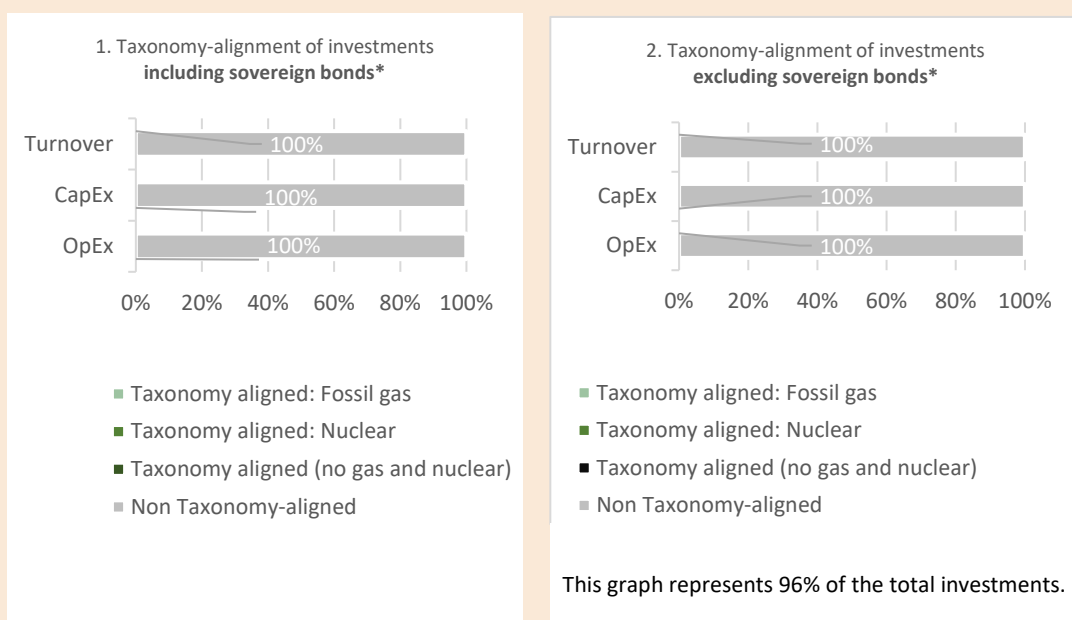 1. Taxonomy-alignment of investments
including sovereign bonds*
Turnover
100%
CapEx
100%
OpEx
100%
0% 20% 40% 60% 80% 100%
Taxonomy aligned: Fossil gas
Taxonomy aligned: Nuclear
Taxonomy aligned (no gas and nuclear)
Non Taxonomy-aligned
2. Taxonomy-alignment of investments
excluding sovereign bonds*
Turnover
100%
CapEx
100%
OpEx
100%
0% 20% 40% 60% 80% 100%
Taxonomy aligned: Fossil gas
Taxonomy aligned: Nuclear
Taxonomy aligned (no gas and nuclear)
Non Taxonomy-aligned
This graph represents 96% of the total investments.